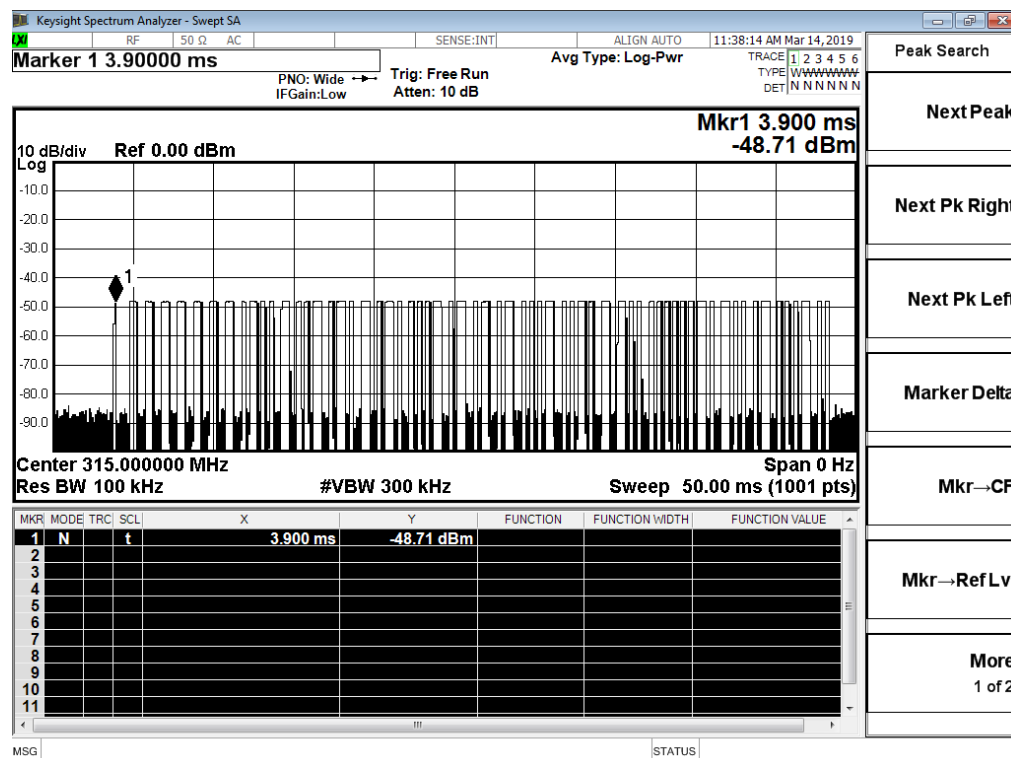 Keysight Spectrum Analyzer - Swept SA
LXI RF 50 Ω AC SENSE:INT ALIGN AUTO 11:38:14 AM Mar 14, 2019
Marker 1 3.90000 ms
PNO: Wide
IFGain:Low
Trig: Free Run
Atten: 10 dB
Avg Type: Log-Pwr
TRACE 1 2 3 4 5 6
TYPE WWWWWW
DET N N N N N N
Mkr1 3.900 ms
-48.71 dBm
10 dB/div Ref 0.00 dBm
Log
-10.0
-20.0
-30.0
-40.0
-50.0
-60.0
-70.0
-80.0
-90.0
1
Center 315.000000 MHz Span 0 Hz
Res BW 100 kHz #VBW 300 kHz Sweep 50.00 ms (1001 pts)
MKR MODE TRC SCL X Y FUNCTION FUNCTION WIDTH FUNCTION VALUE
1 N t 3.900 ms -48.71 dBm
2
3
4
5
6
7
8
9
10
11
MSG STATUS
Peak Search
Next Peak
Next Pk Right
Next Pk Left
Marker Delta
Mkr→CF
Mkr→Ref Lv
More
1 of 2